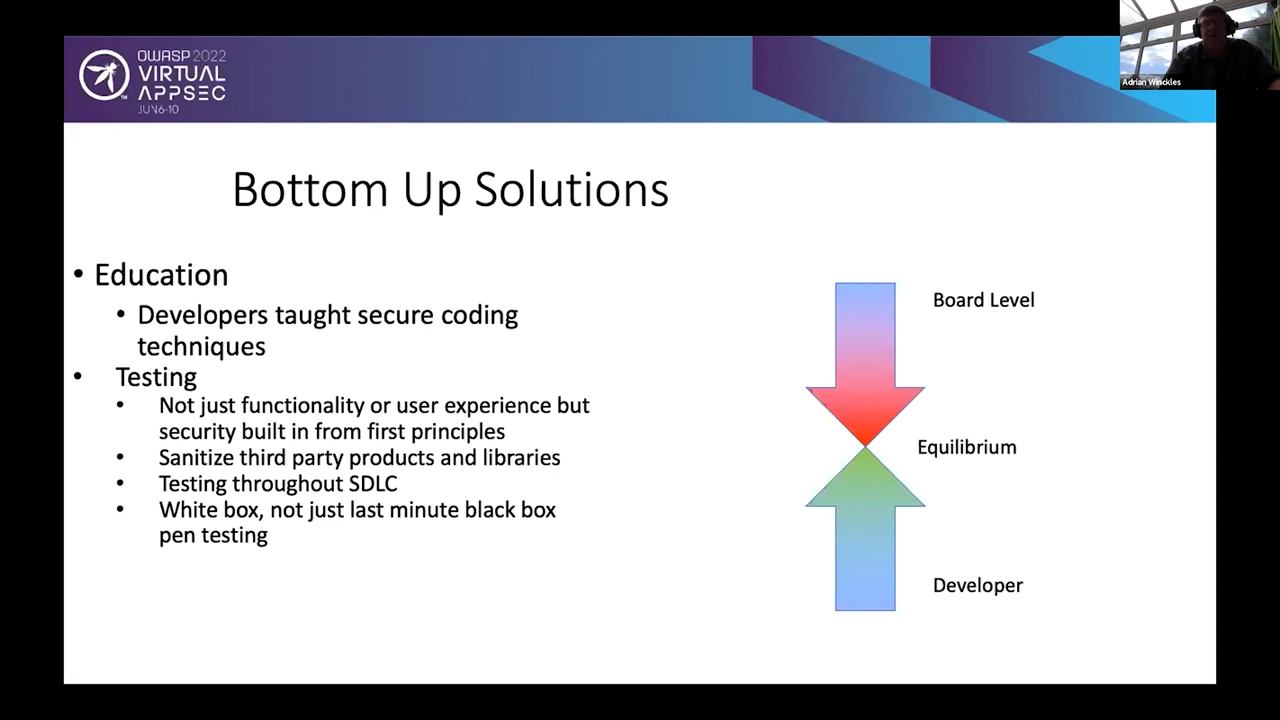 OWASP 2022
VIRTUAL
APPSEC
JUN 6-10
Adrian Winckles
Bottom Up Solutions
• Education
• Developers taught secure coding
techniques
• Testing
• Not just functionality or user experience but
security built in from first principles
• Sanitize third party products and libraries
• Testing throughout SDLC
• White box, not just last minute black box
pen testing
Board Level
Equilibrium
Developer